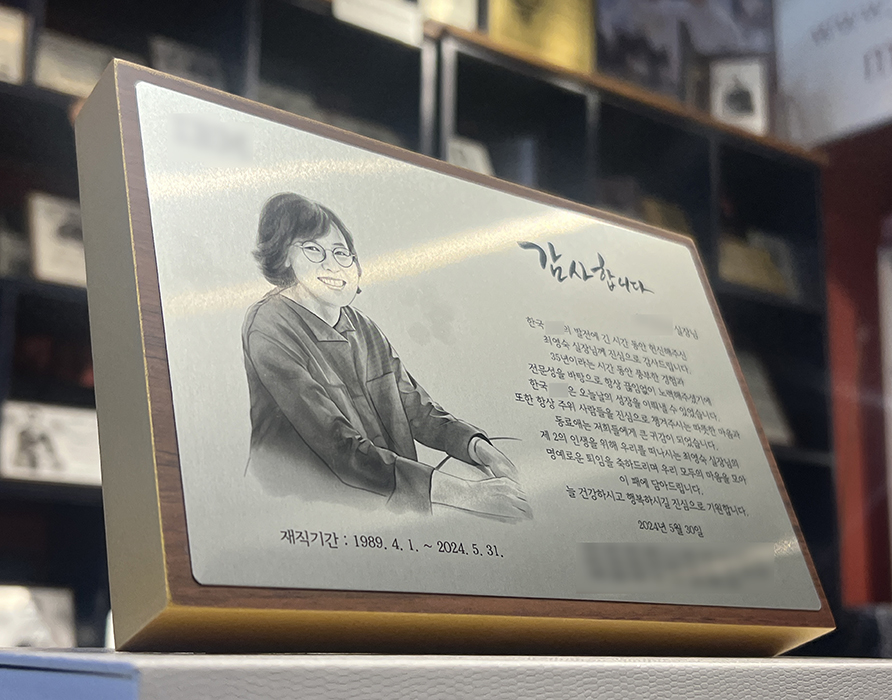 감사합니다
한국 의 발전에 긴 시간 동안 헌신해주신 실장님
최영숙 실장님께 진심으로 감사드립니다.
35년이라는 시간 동안 풍부한 경험과
전문성을 바탕으로 항상 끊임없이 노력해주셨기에
한국 은 오늘날의 성장을 이뤄낼 수 있었습니다.
또한 항상 주위 사람들을 진심으로 챙겨주시는 따뜻한 마음과
동료애는 저희들에게 큰 귀감이 되었습니다.
제 2의 인생을 위해 우리를 떠나시는 최영숙 실장님의
명예로운 퇴임을 축하드리며 우리 모두의 마음을 모아
이 패에 담아드립니다.
늘 건강하시고 행복하시길 진심으로 기원합니다.
2024년 5월 30일
재직기간 : 1989. 4. 1. ~ 2024. 5. 31.